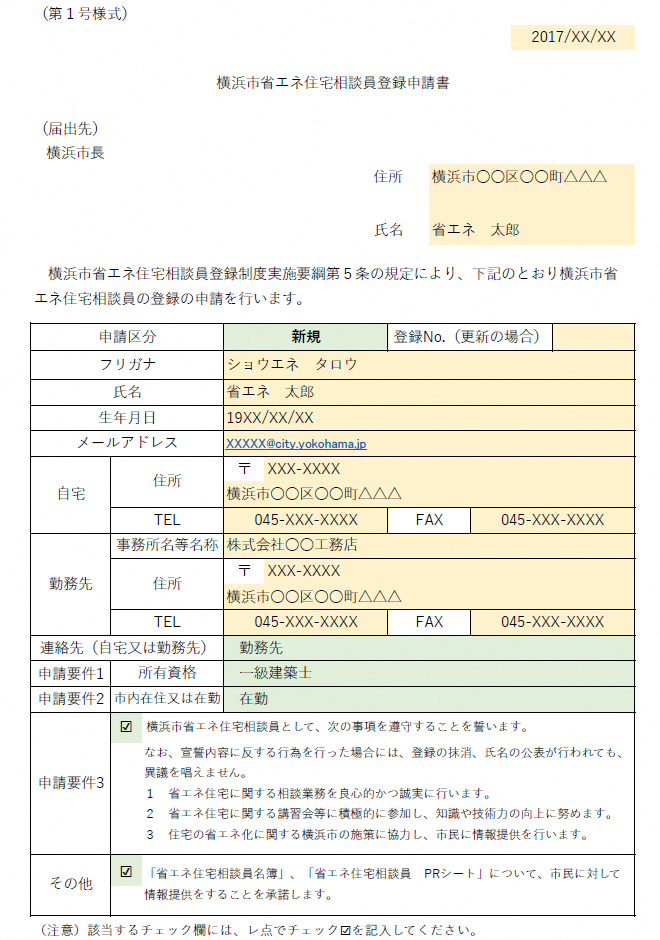 （第１号様式）
2017/XX/XX
横浜市省エネ住宅相談員登録申請書
（届出先）
横浜市長
住所　横浜市〇〇区〇〇町△△△
氏名　省エネ　太郎
横浜市省エネ住宅相談員登録制度実施要綱第５条の規定により、下記のとおり横浜市省
エネ住宅相談員の登録の申請を行います。
申請区分　新規　登録No.（更新の場合）
フリガナ　ショウエネ　タロウ
氏名　省エネ　太郎
生年月日　19XX/XX/XX
メールアドレス　XXXXX@city.yokohama.jp
自宅　住所　〒　XXX-XXXX
横浜市〇〇区〇〇町△△△
TEL　045-XXX-XXXX　FAX　045-XXX-XXXX
勤務先　事務所名等名称　株式会社〇〇工務店
住所　〒　XXX-XXXX
横浜市〇〇区〇〇町△△△
TEL　045-XXX-XXXX　FAX　045-XXX-XXXX
連絡先（自宅又は勤務先）　勤務先
申請要件1　所有資格　一級建築士
申請要件2　市内在住又は在勤　在勤
申請要件3　☑　横浜市省エネ住宅相談員として、次の事項を遵守することを誓います。
なお、宣誓内容に反する行為を行った場合には、登録の抹消、氏名の公表が行われても、
異議を唱えません。
1　省エネ住宅に関する相談業務を良心的かつ誠実に行います。
2　省エネ住宅に関する講習会等に積極的に参加し、知識や技術力の向上に努めます。
3　住宅の省エネ化に関する横浜市の施策に協力し、市民に情報提供を行います。
その他　☑　「省エネ住宅相談員名簿」、「省エネ住宅相談員　PRシート」について、市民に対して
情報提供をすることを承諾します。
（注意）該当するチェック欄には、レ点でチェック☑を記入してください。